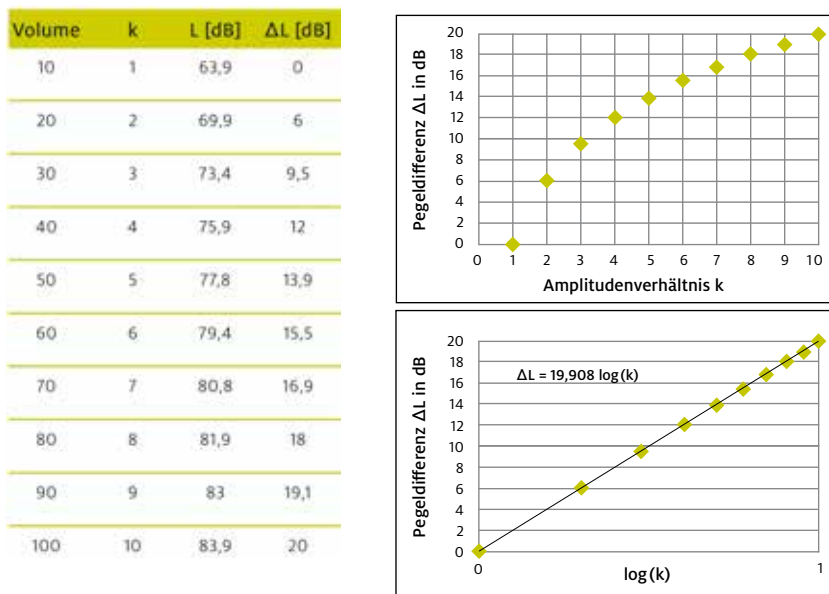 Volume k L [dB] ΔL [dB]
10 1 63,9 0
20 2 69,9 6
30 3 73,4 9,5
40 4 75,9 12
50 5 77,8 13,9
60 6 79,4 15,5
70 7 80,8 16,9
80 8 81,9 18
90 9 83 19,1
100 10 83,9 20
Pegeldifferenz ΔL in dB
20
18
16
14
12
10
8
6
4
2
0
0 1 2 3 4 5 6 7 8 9 10
Amplitudenverhältnis k
Pegeldifferenz ΔL in dB
20
18
16
14
12
10
8
6
4
2
0
ΔL = 19,908 log(k)
0 1
log(k)